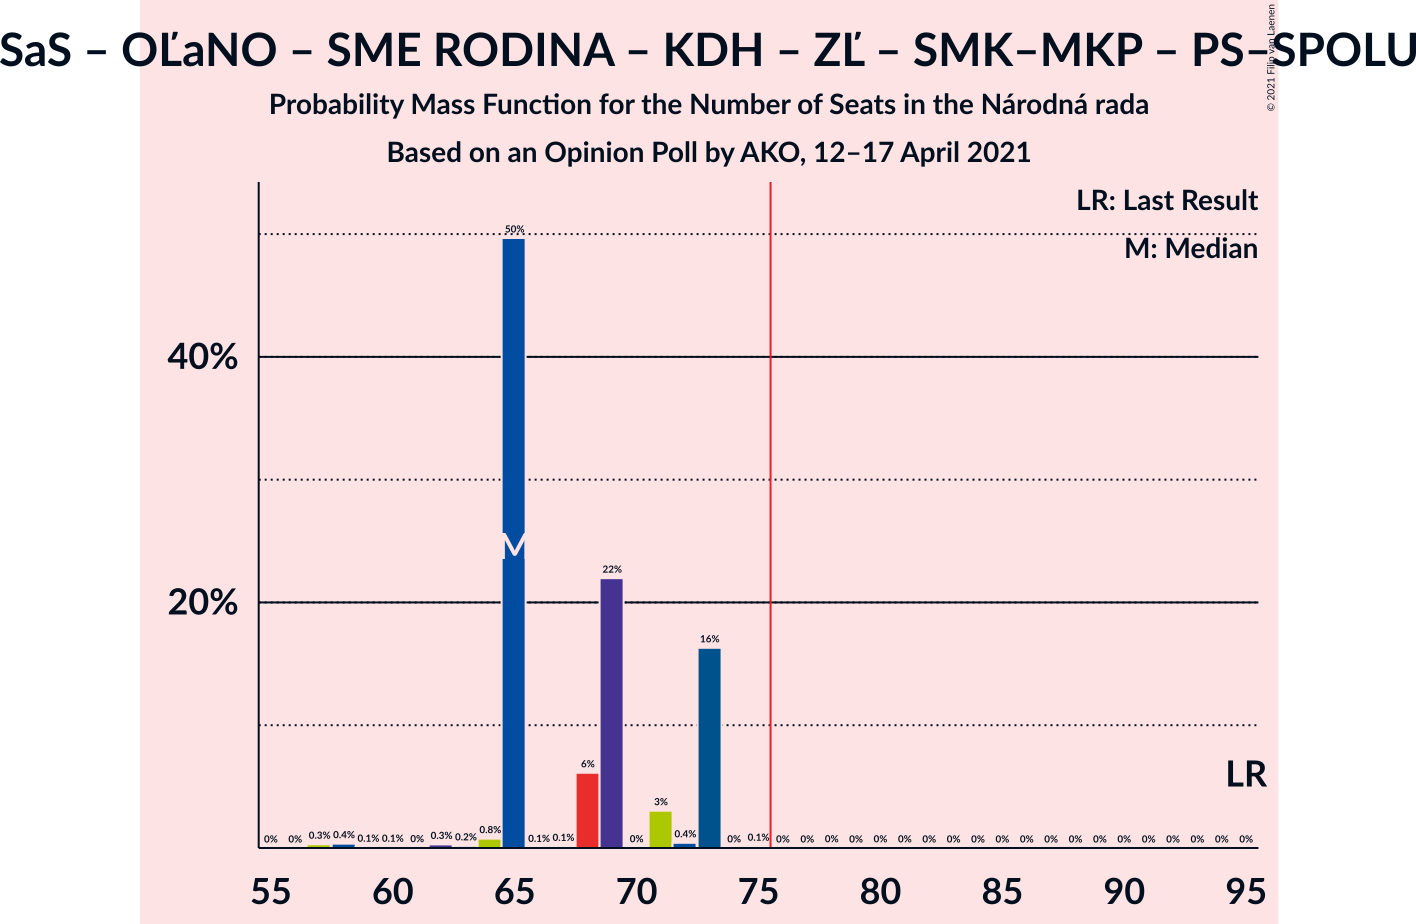 SaS – OĽaNO – SME RODINA – KDH – ZĽ – SMK–MKP – PS–SPOLU
Probability Mass Function for the Number of Seats in the Národná rada
Based on an Opinion Poll by AKO, 12–17 April 2021
© 2021 Filip van Laenen
LR: Last Result
M: Median
40%
20%
50%
M
22%
16%
6%
3%
LR
0% 0% 0.3% 0.4% 0.1% 0.1% 0% 0.3% 0.2% 0.8% 0.1% 0.1% 0% 0.4% 0% 0.1% 0% 0% 0% 0% 0% 0% 0% 0% 0% 0% 0% 0% 0% 0% 0% 0% 0% 0% 0% 0%
55 60 65 70 75 80 85 90 95